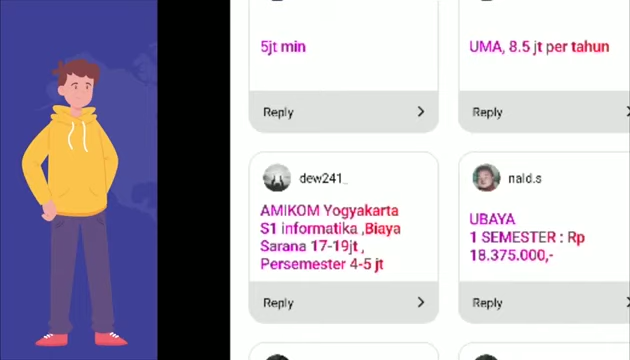 5jt min
UMA, 8.5 jt per tahun
Reply
Reply
dew241_
nald.s
AMIKOM Yogyakarta
S1 informatika ,Biaya
Sarana 17-19jt ,
Persemester 4-5 jt
UBAYA
1 SEMESTER : Rp
18.375.000,-
Reply
Reply